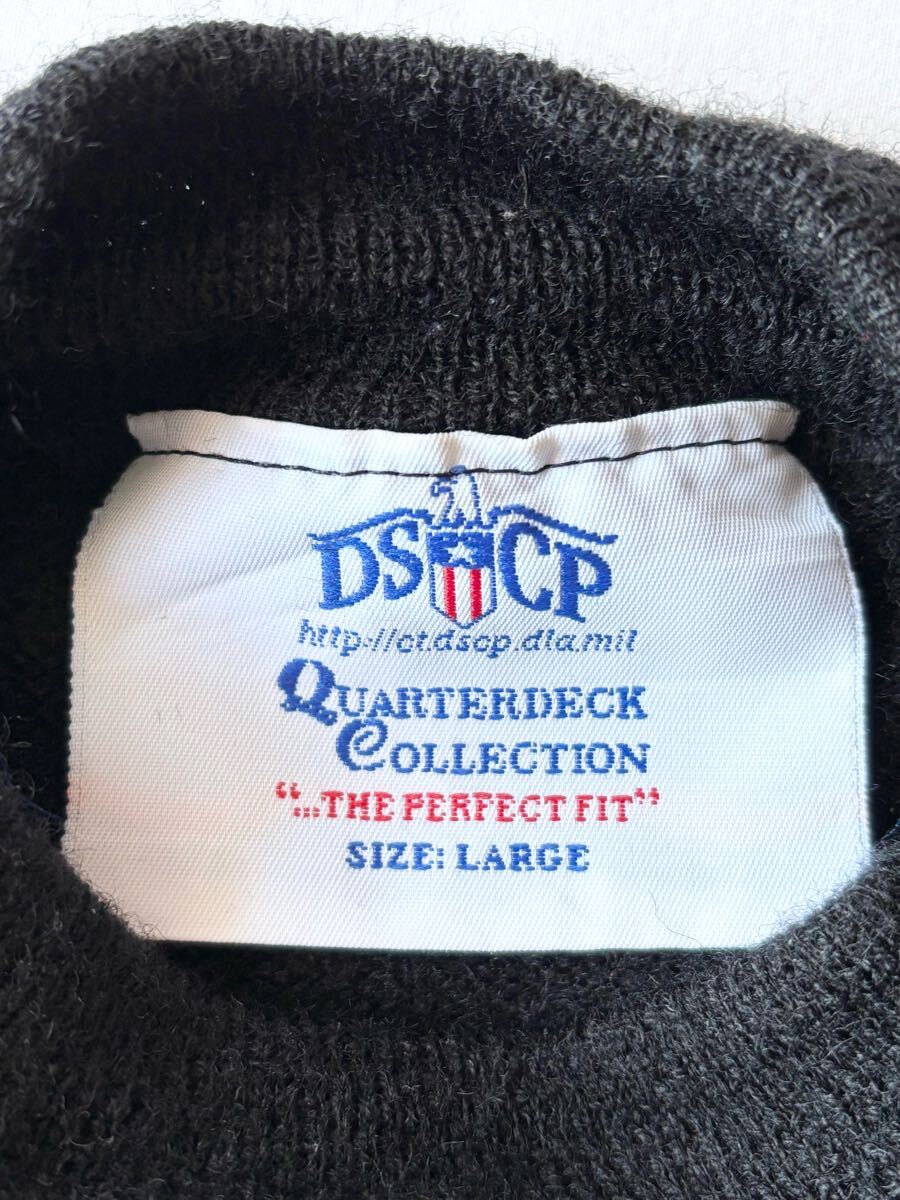 DSCP
http://ct.dscp.dla.mil
QUARTERDECK
COLLECTION
“...THE PERFECT FIT”
SIZE: LARGE